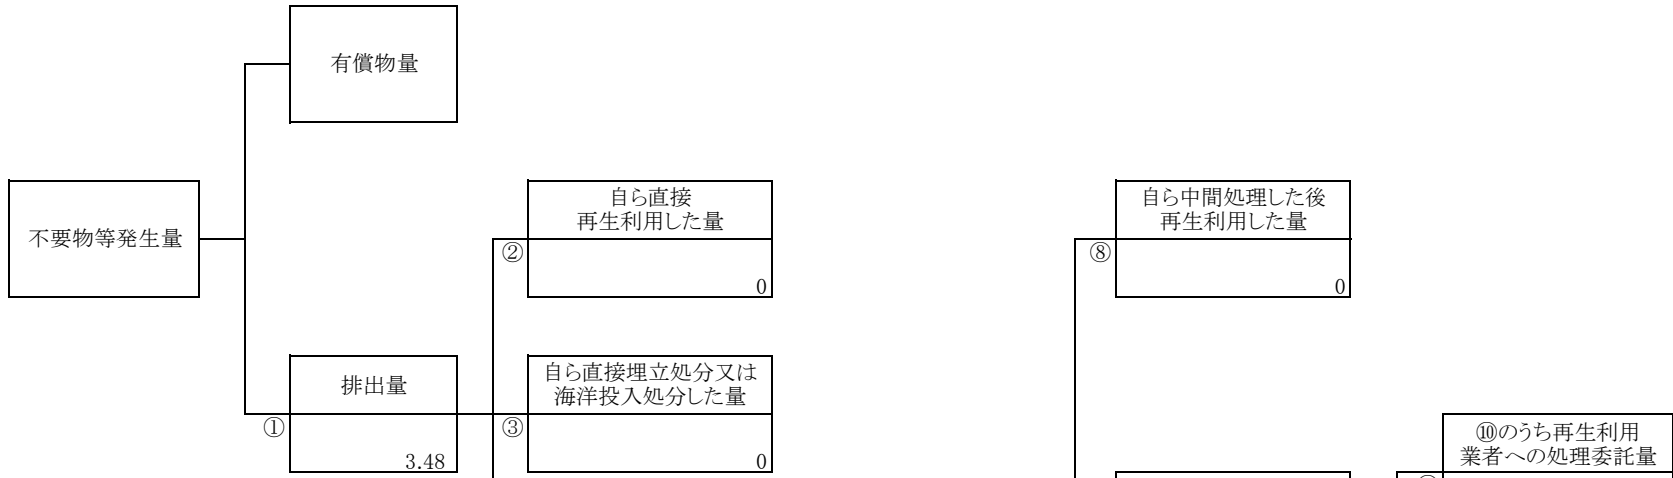 有償物量
不要物等発生量
自ら直接
再生利用した量
②
0
自ら中間処理した後
再生利用した量
⑧
0
排出量
①
3.48
自ら直接埋立処分又は
海洋投入処分した量
③
0
⑩のうち再生利用
業者への処理委託量